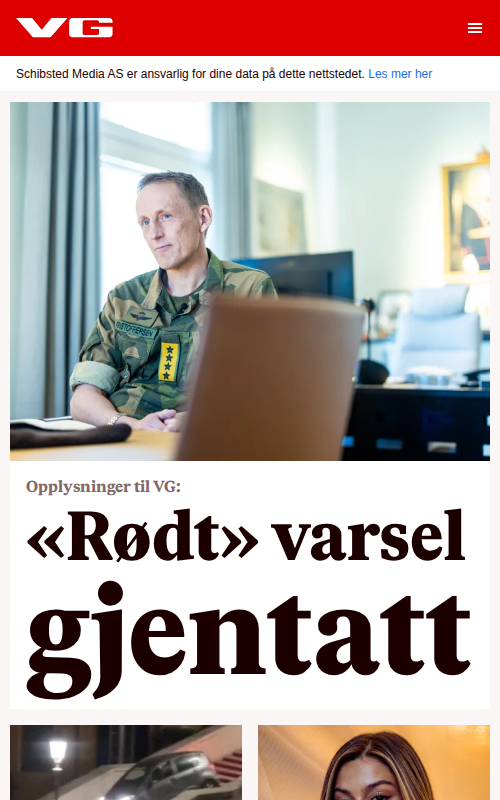 VG
Schibsted Media AS er ansvarlig for dine data på dette nettstedet. Les mer her
Opplysninger til VG:
«Rødt» varsel
gjentatt